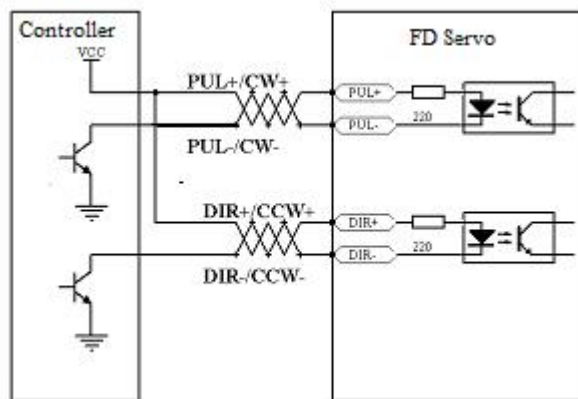 Controller
VCC
FD Servo
PUL+/CW+
PUL+
PUL-
220
PUL-/CW-
DIR+/CCW+
DIR+
DIR-
220
DIR-/CCW-